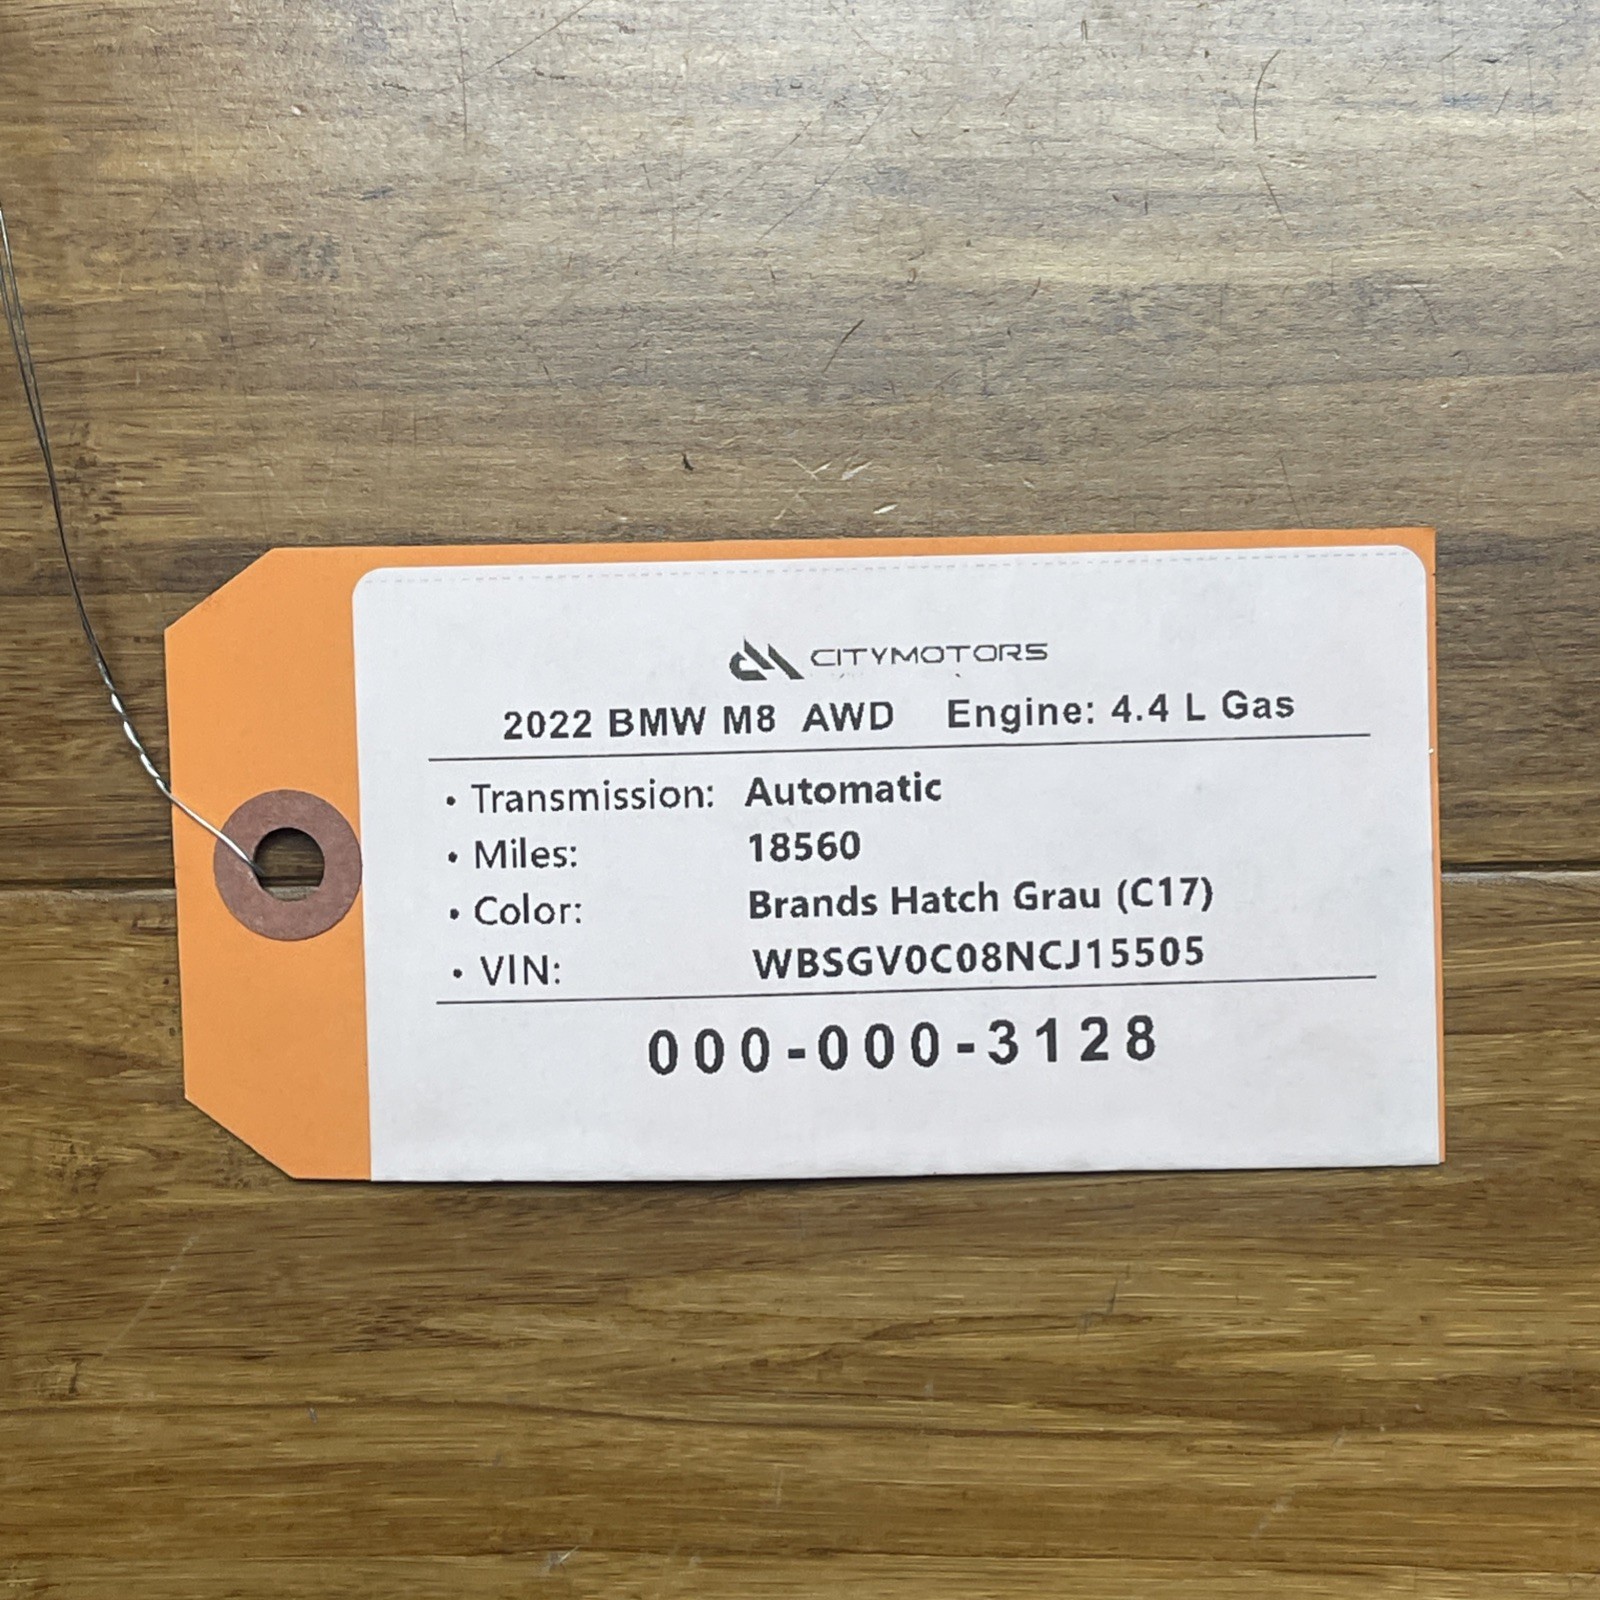 CITYMOTORS
2022 BMW M8 AWD Engine: 4.4 L Gas
• Transmission: Automatic
• Miles: 18560
• Color: Brands Hatch Grau (C17)
• VIN: WBSGV0C08NCJ15505
000-000-3128